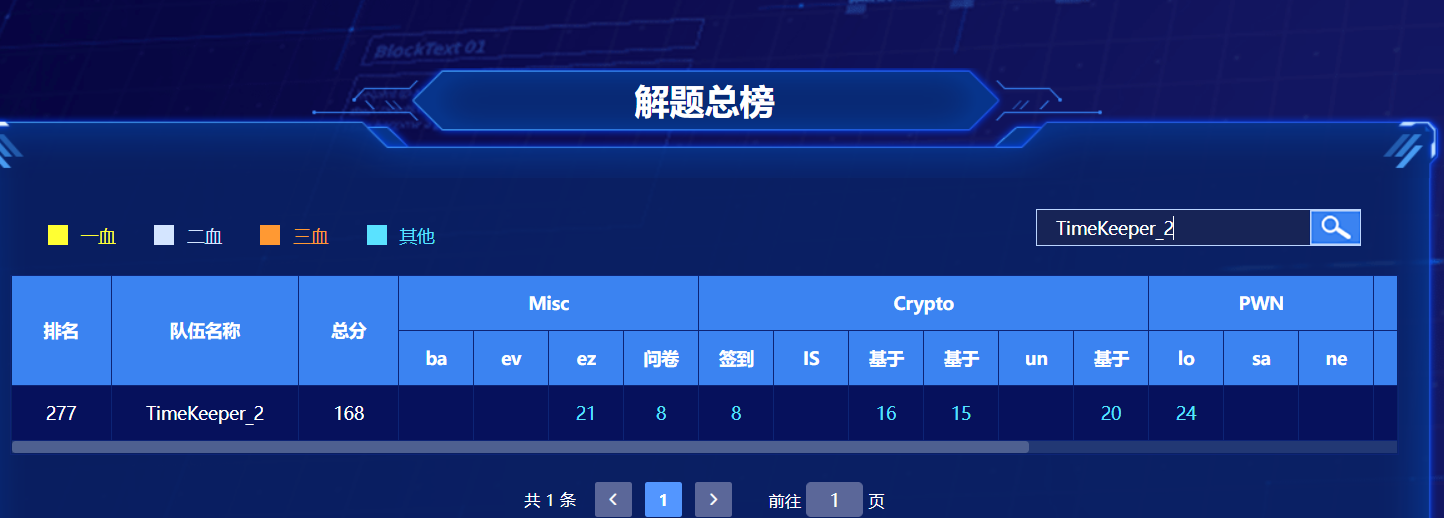 BlockText 01
解题总榜
一血 二血 三血 其他
TimeKeeper_2
排名 队伍名称 总分 Misc Crypto PWN
ba ev ez 问卷 签到 IS 基于 基于 un 基于 lo sa ne
277 TimeKeeper_2 168 21 8 8 16 15 20 24
共 1 条 1 前往 1 页